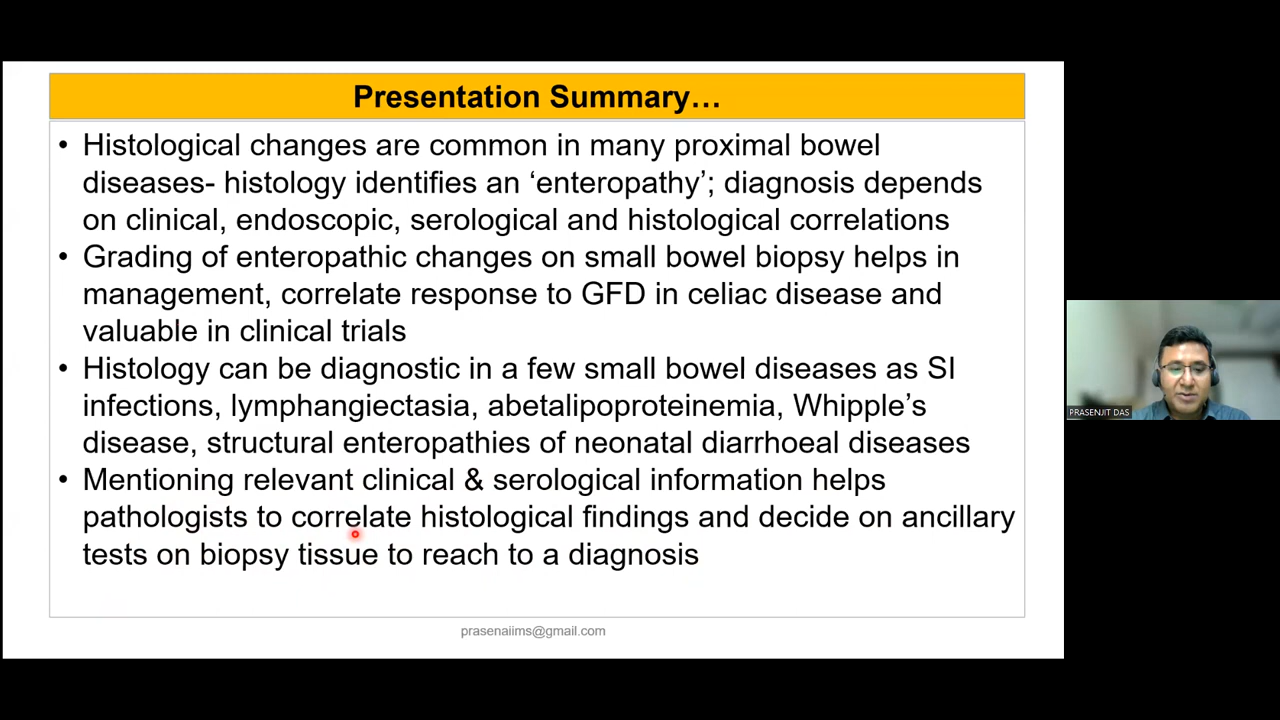 Presentation Summary…
• Histological changes are common in many proximal bowel
diseases- histology identifies an ‘enteropathy’; diagnosis depends
on clinical, endoscopic, serological and histological correlations
• Grading of enteropathic changes on small bowel biopsy helps in
management, correlate response to GFD in celiac disease and
valuable in clinical trials
• Histology can be diagnostic in a few small bowel diseases as SI
infections, lymphangiectasia, abetalipoproteinemia, Whipple’s
disease, structural enteropathies of neonatal diarrhoeal diseases
• Mentioning relevant clinical & serological information helps
pathologists to correlate histological findings and decide on ancillary
tests on biopsy tissue to reach to a diagnosis
prasenaiims@gmail.com
PRASENJIT DAS